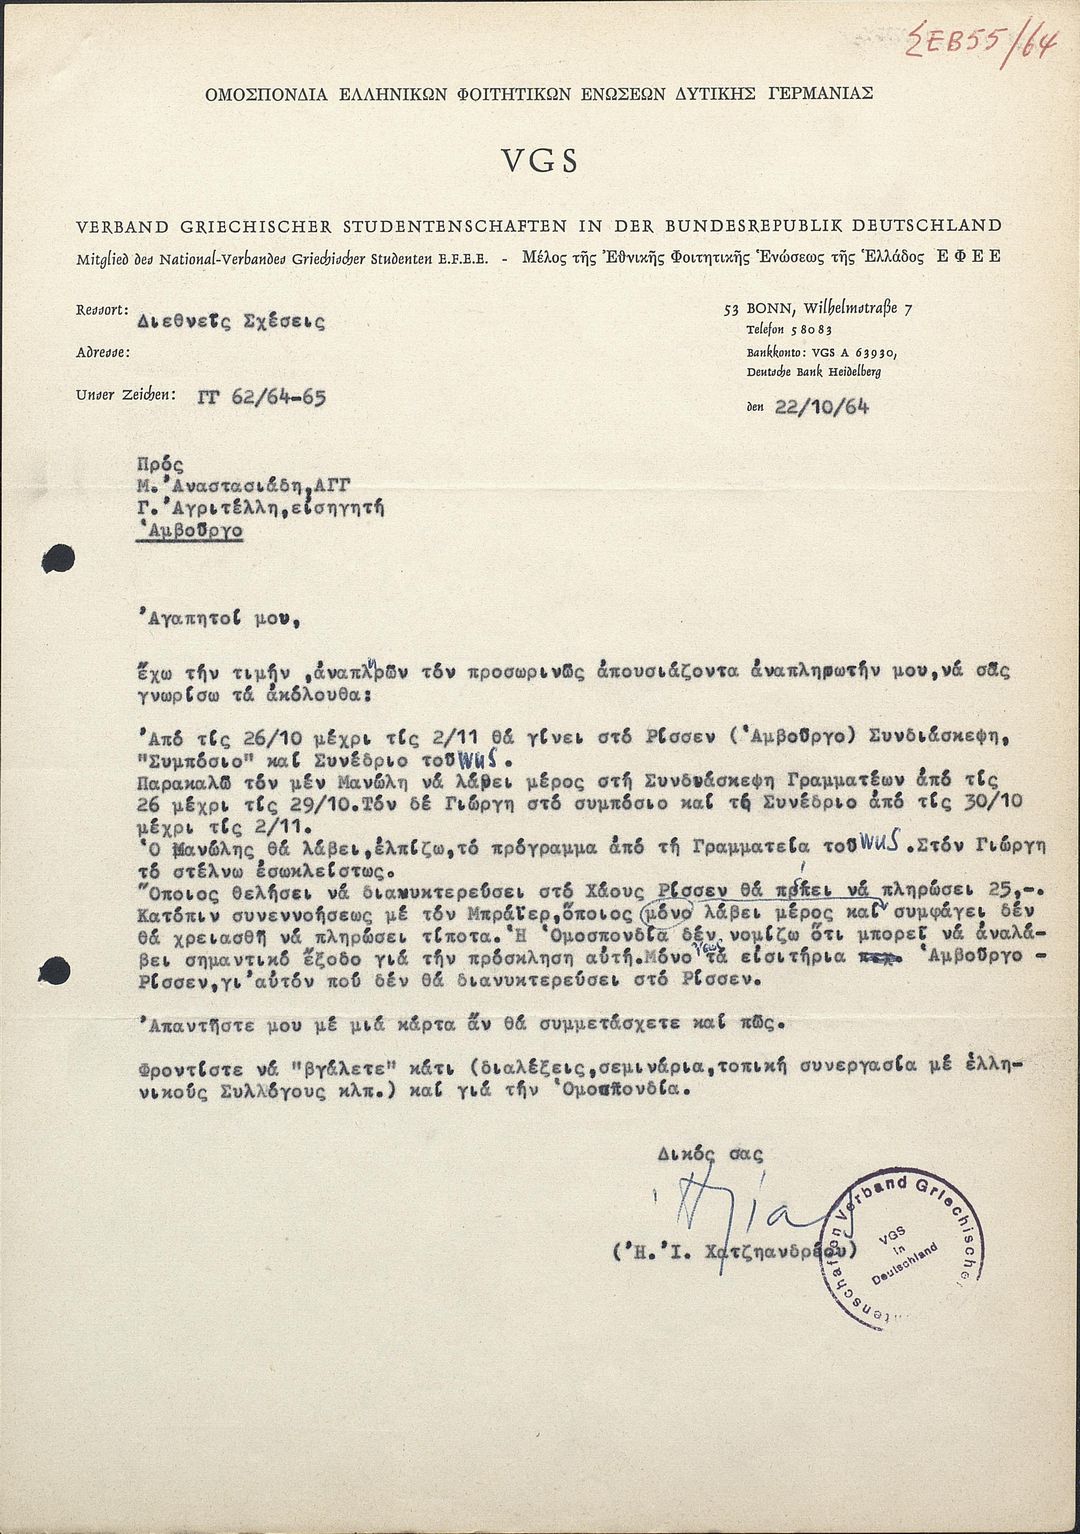 ΣΕΒ55/64
ΟΜΟΣΠΟΝΔΙΑ ΕΛΛΗΝΙΚΩΝ ΦΟΙΤΗΤΙΚΩΝ ΕΝΩΣΕΩΝ ΔΥΤΙΚΗΣ ΓΕΡΜΑΝΙΑΣ
VGS
VERBAND GRIECHISCHER STUDENTENSCHAFTEN IN DER BUNDESREPUBLIK DEUTSCHLAND
Mitglied des National-Verbandes Griechischer Studenten E.F.E.E. - Μέλος τῆς Ἐθνικῆς Φοιτητικῆς Ἑνώσεως τῆς Ἑλλάδος Ε Φ Ε Ε
Ressort: Διεθνεῖς Σχέσεις
Adresse:
Unser Zeichen: ΓΓ 62/64-65
53 BONN, Wilhelmstraße 7
Telefon 5 80 83
Bankkonto: VGS A 63930,
Deutsche Bank Heidelberg
den 22/10/64
Πρός
Μ. Ἀναστασιάδη,ΑΓΓ
Γ. Ἀγριτέλλη,εἰσηγητή
Ἁμβοῦργο
Ἀγαπητοί μου,
ἔχω τήν τιμήν ,ἀναπληρῶν τόν προσωρινῶς ἀπουσιάζοντα ἀναπληρωτήν μου,νά σᾶς
γνωρίσω τά ἀκόλουθα:
Ἀπό τίς 26/10 μέχρι τίς 2/11 θά γίνει στό Ρίσσεν (Ἁμβοῦργο) Συνδιάσκεψη,
"Συμπόσιο" καί Συνέδριο τοῦ WUS.
Παρακαλῶ τόν μέν Μανώλη νά λάβει μέρος στή Συνδιάσκεψη Γραμματέων ἀπό τίς
26 μέχρι τίς 29/10.Τόν δέ Γιώργη στό συμπόσιο καί τό Συνέδριο ἀπό τίς 30/10
μέχρι τίς 2/11.
Ὁ Μανώλης θά λάβει,ἐλπίζω,τό πρόγραμμα ἀπό τή Γραμματεία τοῦ WUS.Στόν Γιώργη
τό στέλνω ἐσωκλείστως.
Ὅποιος θελήσει νά διανυκτερεύσει στό Χάους Ρίσσεν θά πρέπει νά πληρώσει 25,-.
Κατόπιν συνεννοήσεως μέ τόν Μπράϊερ,ὅποιος μόνο λάβει μέρος καί συμφάγει δέν
θά χρειασθῆ νά πληρώσει τίποτα.Ἡ Ὁμοσπονδία δέν νομίζω ὅτι μπορεῖ νά ἀναλά-
βει σημαντικό ἔξοδο γιά τήν πρόσκληση αὐτή.Μόνο ἴσως τά εἰσιτήρια Ἁμβοῦργο -
Ρίσσεν,γι'αὐτόν πού δέν θά διανυκτερεύσει στό Ρίσσεν.
Ἀπαντῆστε μου μέ μιά κάρτα ἄν θά συμμετάσχετε καί πῶς.
Φροντίστε νά "βγάλετε" κάτι (διαλέξεις,σεμινάρια,τοπική συνεργασία μέ ἑλλη-
νικούς Συλλόγους κλπ.) καί γιά τήν Ὁμοσπονδία.
Δικός σας
(Ἠ.Ἰ. Χατζηανδρέου)
Verband Griechischer
VGS
in
Deutschland